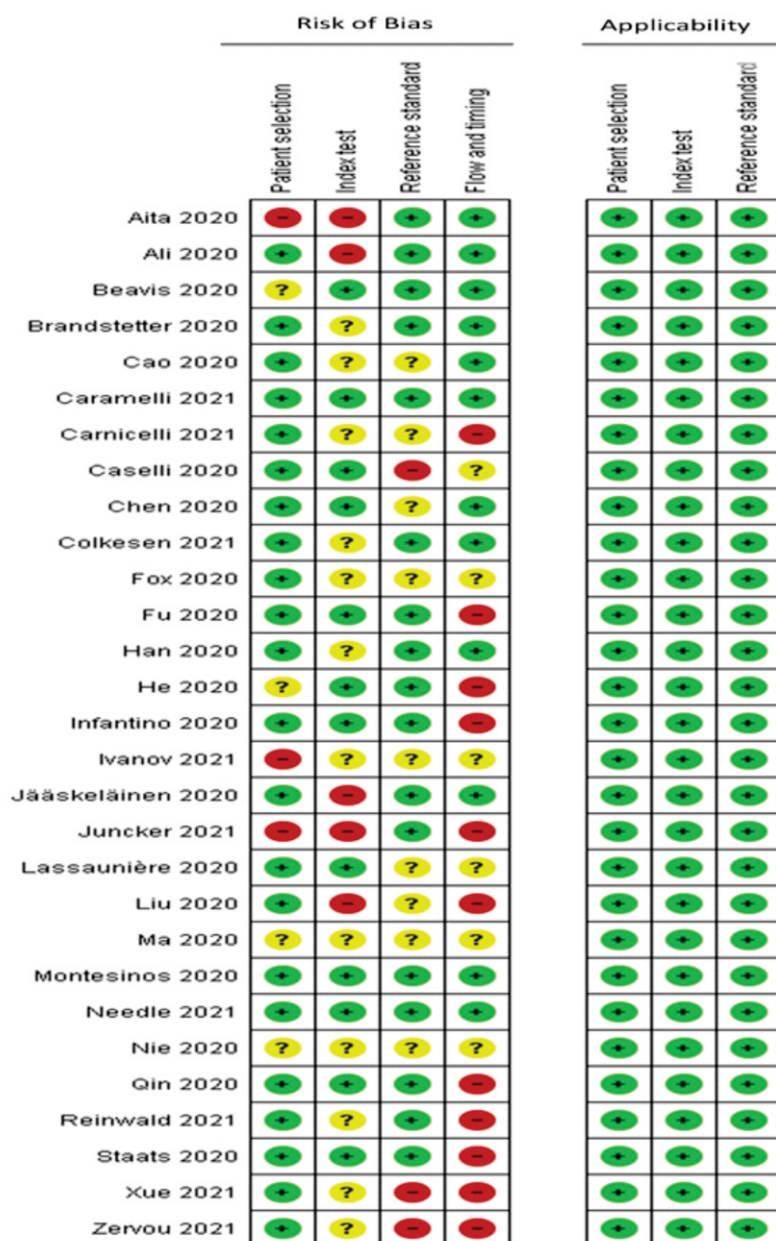 Risk of Bias
Applicability
Patient selection
Index test
Reference standard
Flow and timing
Patient selection
Index test
Reference standard
Aita 2020 - - + + + + +
Ali 2020 + - + + + + +
Beavis 2020 ? + + + + + +
Brandstetter 2020 + ? + + + + +
Cao 2020 + ? ? + + + +
Caramelli 2021 + + + + + + +
Carnicelli 2021 + ? ? - + + +
Caselli 2020 + + - ? + + +
Chen 2020 + + ? + + + +
Colkesen 2021 + ? + + + + +
Fox 2020 + ? ? ? + + +
Fu 2020 + + + - + + +
Han 2020 + ? + + + + +
He 2020 ? + + - + + +
Infantino 2020 + + + - + + +
Ivanov 2021 - ? ? ? + + +
Jääskeläinen 2020 + - + + + + +
Juncker 2021 - - + - + + +
Lassaunière 2020 + + ? ? + + +
Liu 2020 + - ? - + + +
Ma 2020 ? ? ? ? + + +
Montesinos 2020 + + + + + + +
Needle 2021 + + + + + + +
Nie 2020 ? ? ? ? + + +
Qin 2020 + + + - + + +
Reinwald 2021 + ? + - + + +
Staats 2020 + + + - + + +
Xue 2021 + ? - - + + +
Zervou 2021 + ? - - + + +